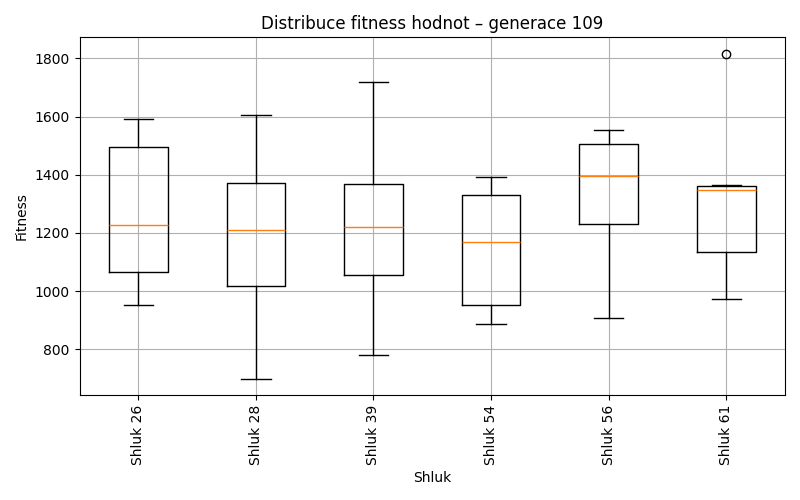 Distribuce fitness hodnot – generace 109
Fitness
1800
1600
1400
1200
1000
800
Shluk 26
Shluk 28
Shluk 39
Shluk 54
Shluk 56
Shluk 61
Shluk